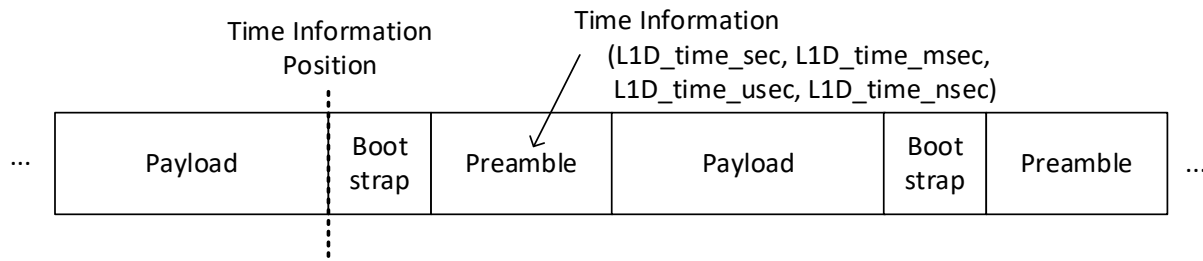 Time Information
Position
Time Information
(L1D_time_sec, L1D_time_msec,
L1D_time_usec, L1D_time_nsec)
... Payload Boot strap Preamble Payload Boot strap Preamble ...